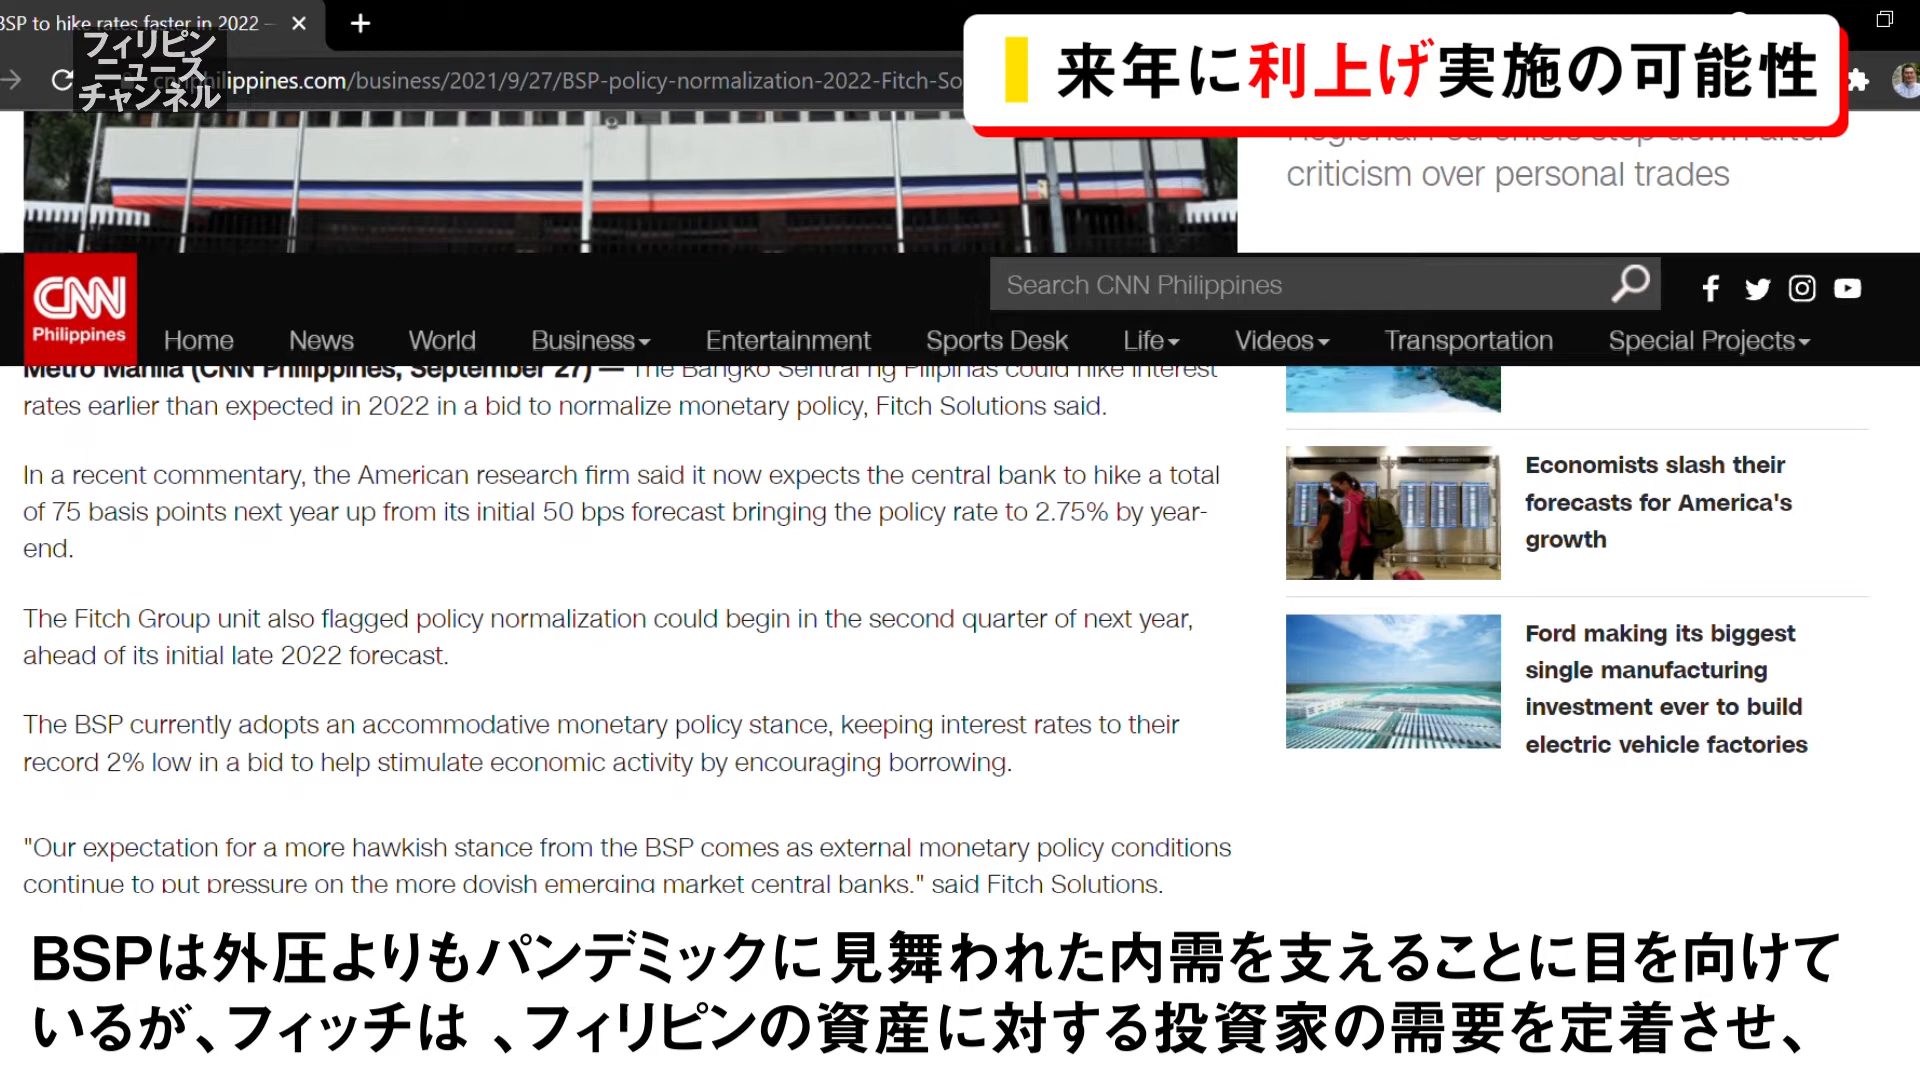 BSP to hike rates faster in 2022 –
フィリピン
ニュース
チャンネル
cnnphilippines.com/business/2021/9/27/BSP-policy-normalization-2022-Fitch-So
来年に利上げ実施の可能性
criticism over personal trades
CNN
Philippines
Search CNN Philippines
Home News World Business Entertainment Sports Desk Life Videos Transportation Special Projects
Metro Manila (CNN Philippines, September 27) — The Bangko Sentral ng Pilipinas could hike interest
rates earlier than expected in 2022 in a bid to normalize monetary policy, Fitch Solutions said.
In a recent commentary, the American research firm said it now expects the central bank to hike a total
of 75 basis points next year up from its initial 50 bps forecast bringing the policy rate to 2.75% by year-
end.
The Fitch Group unit also flagged policy normalization could begin in the second quarter of next year,
ahead of its initial late 2022 forecast.
The BSP currently adopts an accommodative monetary policy stance, keeping interest rates to their
record 2% low in a bid to help stimulate economic activity by encouraging borrowing.
"Our expectation for a more hawkish stance from the BSP comes as external monetary policy conditions
continue to put pressure on the more dovish emerging market central banks." said Fitch Solutions.
Economists slash their
forecasts for America's
growth
Ford making its biggest
single manufacturing
investment ever to build
electric vehicle factories
BSPは外圧よりもパンデミックに見舞われた内需を支えることに目を向けて
いるが、フィッチは 、フィリピンの資産に対する投資家の需要を定着させ、